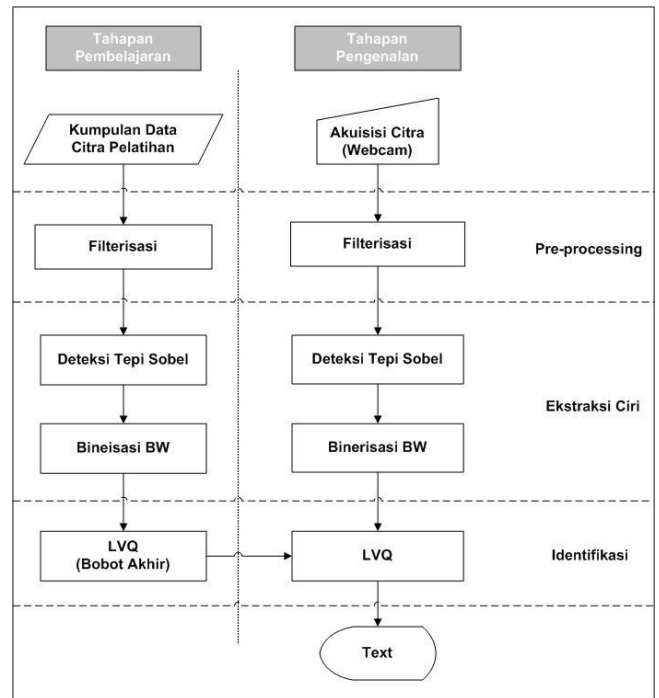 Tahapan
Pembelajaran
Tahapan
Pengenalan
Kumpulan Data
Citra Pelatihan
Akuisisi Citra
(Webcam)
Filterisasi
Filterisasi
Pre-processing
Deteksi Tepi Sobel
Deteksi Tepi Sobel
Ekstraksi Ciri
Bineisasi BW
Binerisasi BW
LVQ
(Bobot Akhir)
LVQ
Identifikasi
Text